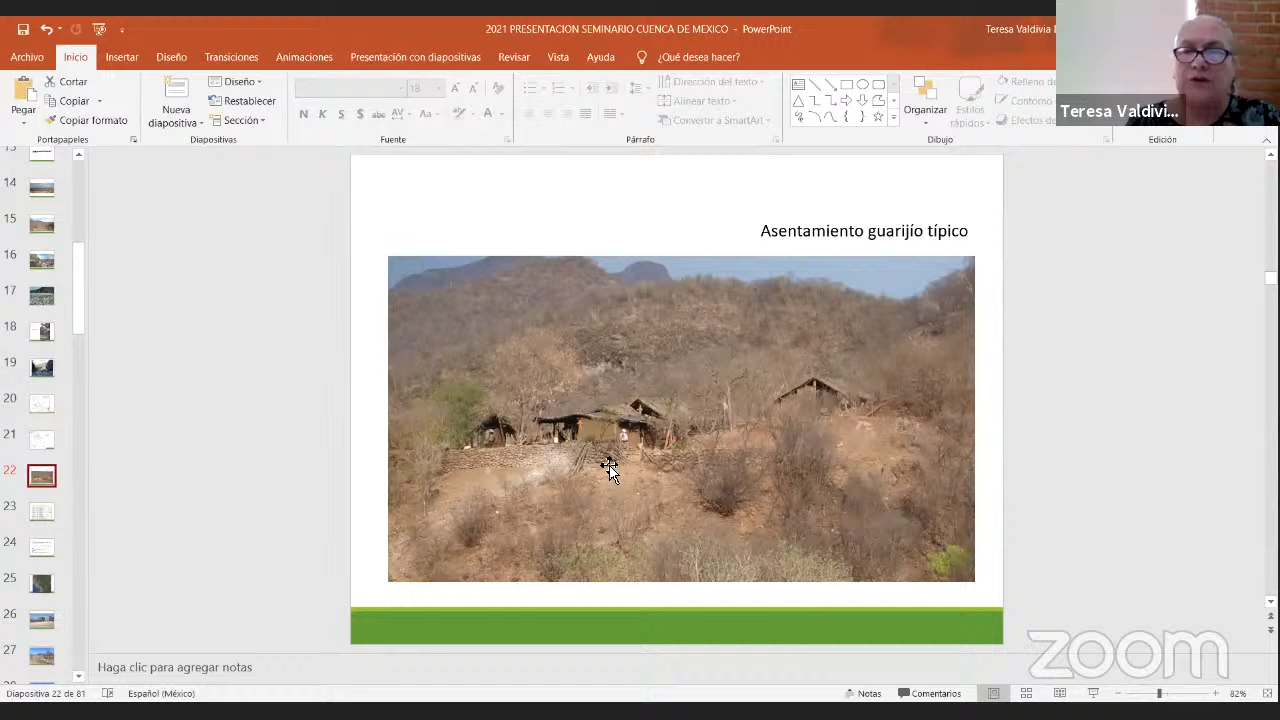 2021 PRESENTACION SEMINARIO CUENCA DE MEXICO - PowerPoint
Teresa Valdivia
Archivo
Inicio
Insertar
Diseño
Transiciones
Animaciones
Presentación con diapositivas
Revisar
Vista
Ayuda
¿Qué desea hacer?
Pegar
Cortar
Copiar
Copiar formato
Portapapeles
Nueva diapositiva
Diseño
Restablecer
Sección
Diapositivas
18
N K S abc AV Aa A
Fuente
Dirección del texto
Alinear texto
Convertir a SmartArt
Párrafo
Organizar
Estilos rápidos
Relleno
Contorno
Efectos
Dibujo
Edición
Teresa Valdivi...
14
15
16
17
18
19
20
21
22
23
24
25
26
27
Asentamiento guarijío típico
Haga clic para agregar notas
zoom
Diapositiva 22 de 81
Español (México)
Notas
Comentarios
82%